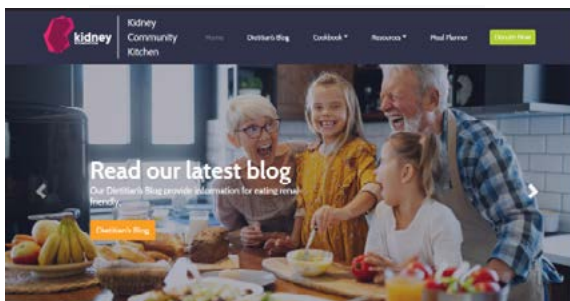 kidney
Kidney
Community
Kitchen
Home
Dietitian's Blog
Cookbook
Resources
Meal Planner
Donate Now
Read our latest blog
Our Dietitian's Blog provide information for eating renal
friendly.
Dietitian's Blog